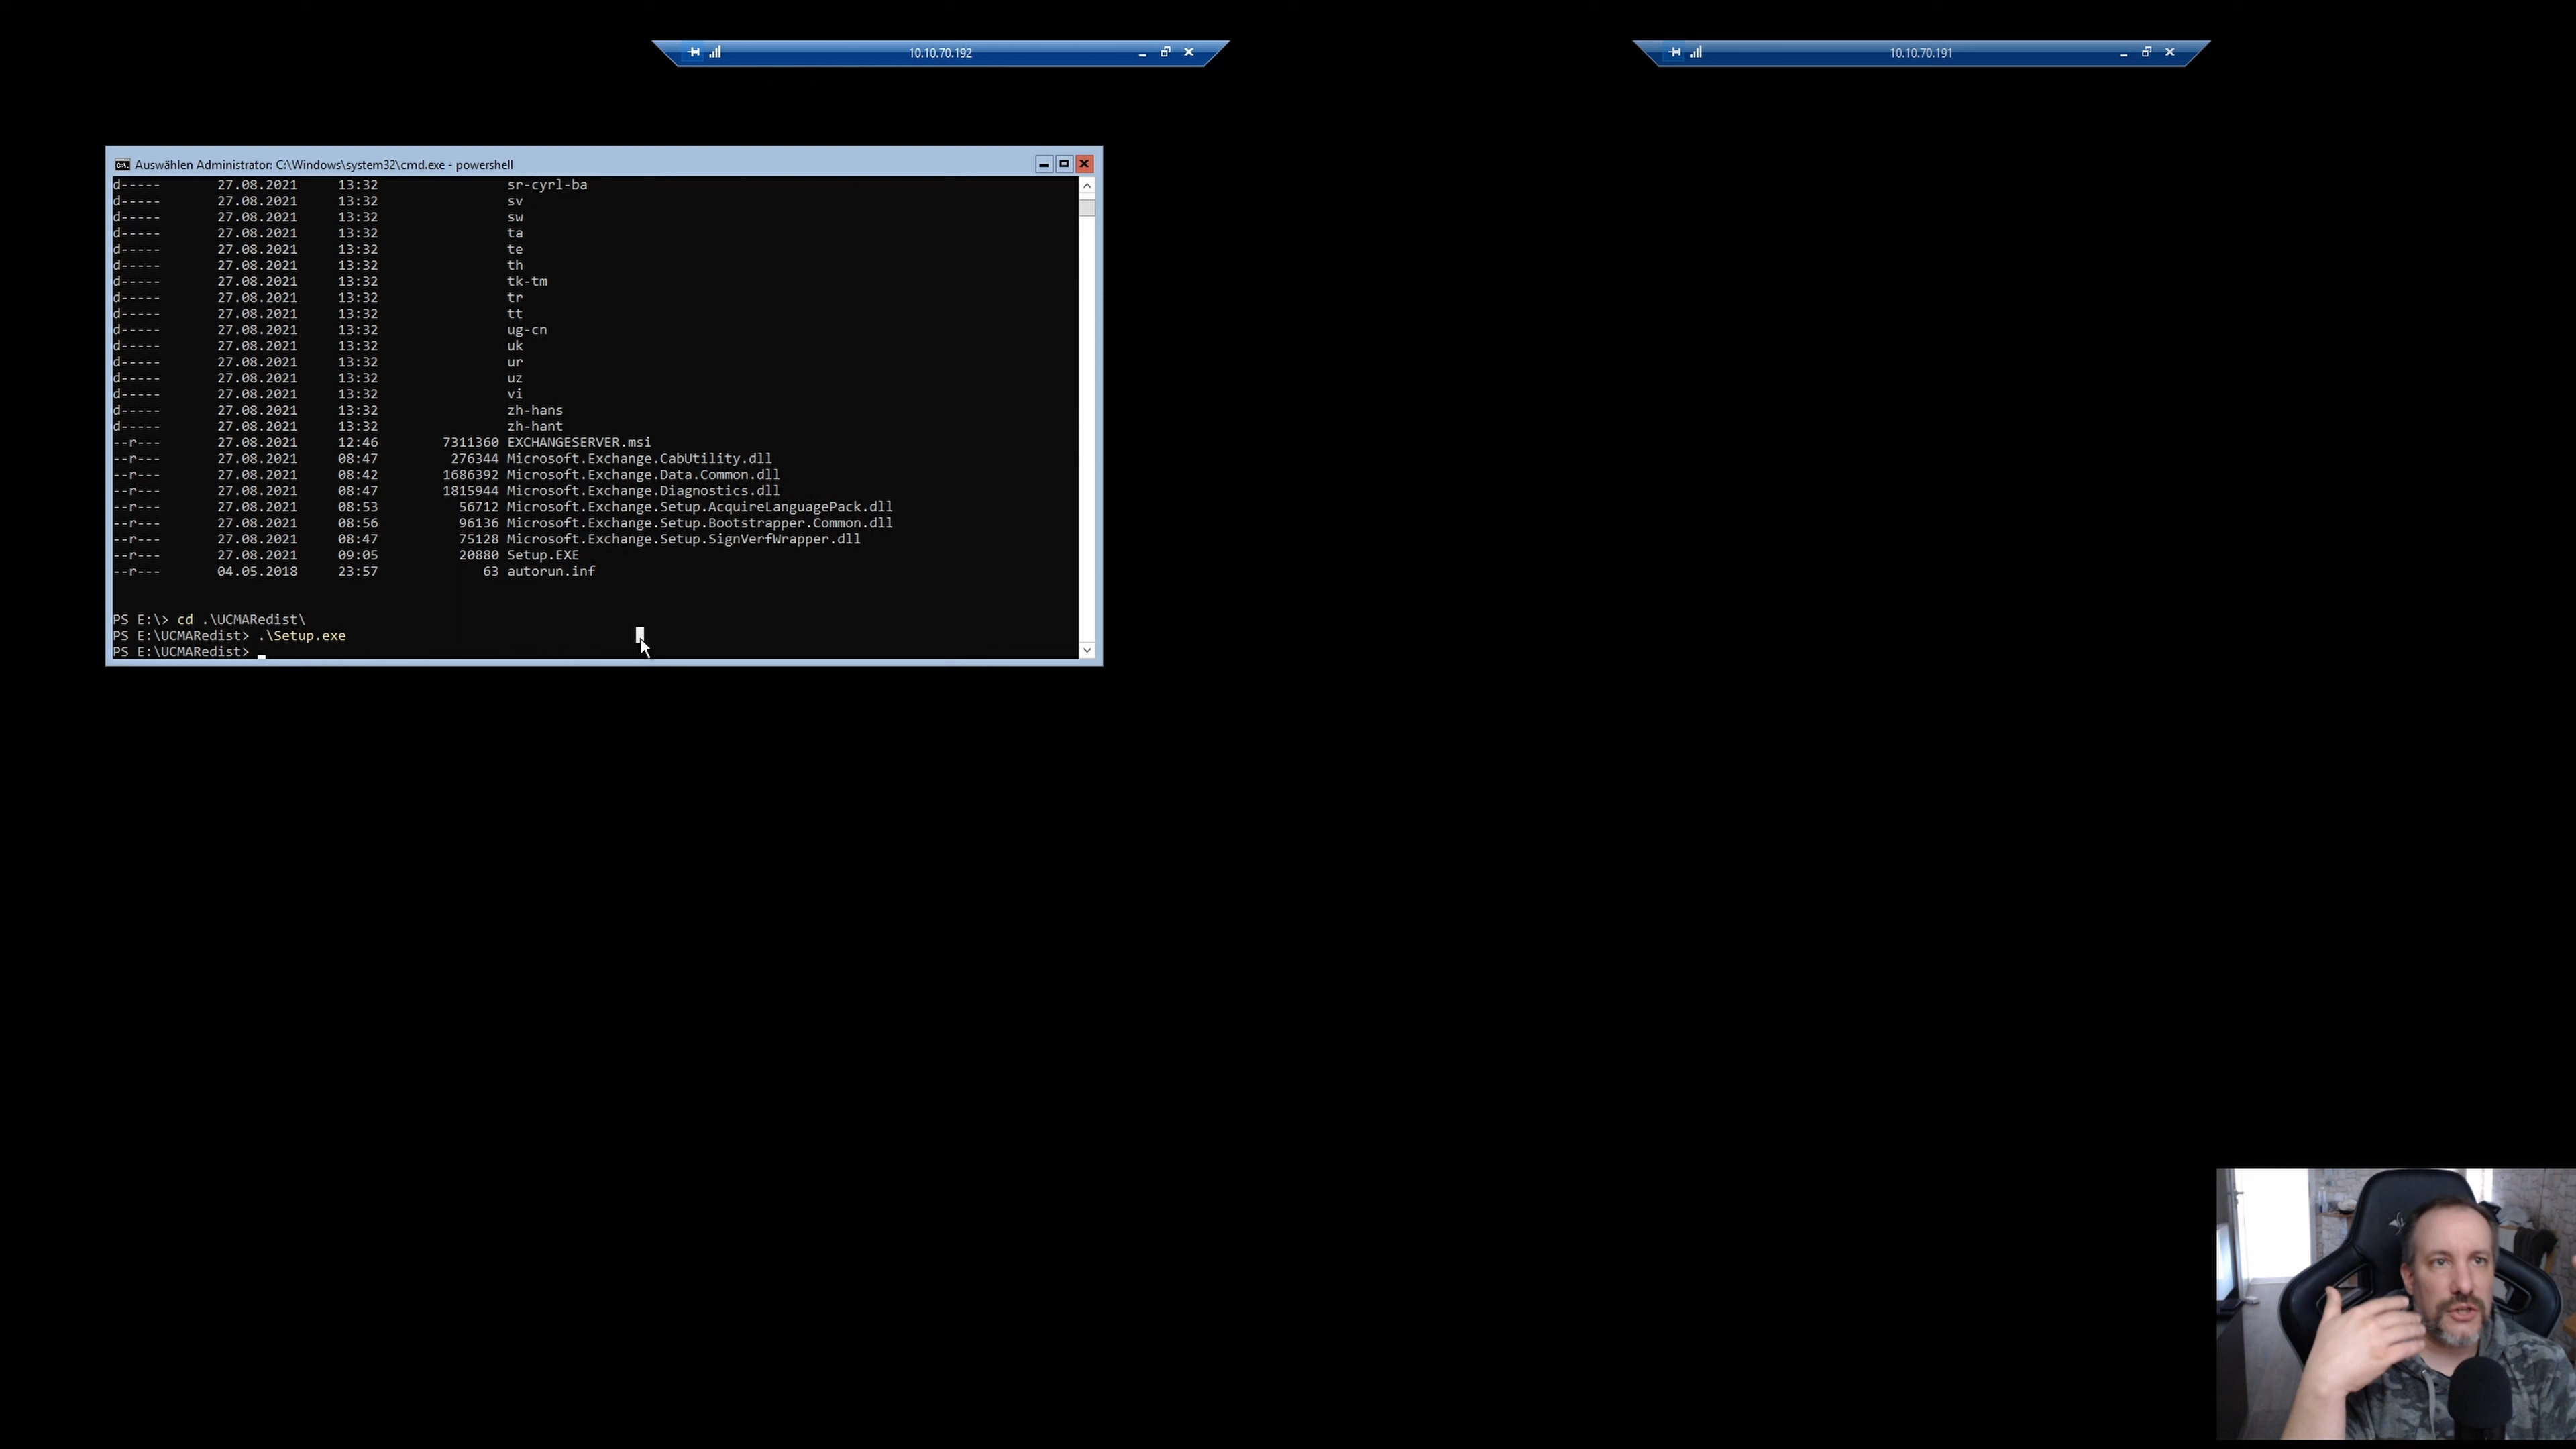 10.10.70.192
10.10.70.191
Auswählen Administrator: C:\Windows\system32\cmd.exe - powershell
d----- 27.08.2021 13:32 sr-cyrl-ba
d----- 27.08.2021 13:32 sv
d----- 27.08.2021 13:32 sw
d----- 27.08.2021 13:32 ta
d----- 27.08.2021 13:32 te
d----- 27.08.2021 13:32 th
d----- 27.08.2021 13:32 tk-tm
d----- 27.08.2021 13:32 tr
d----- 27.08.2021 13:32 tt
d----- 27.08.2021 13:32 ug-cn
d----- 27.08.2021 13:32 uk
d----- 27.08.2021 13:32 ur
d----- 27.08.2021 13:32 uz
d----- 27.08.2021 13:32 vi
d----- 27.08.2021 13:32 zh-hans
d----- 27.08.2021 13:32 zh-hant
--r--- 27.08.2021 12:46 7311360 EXCHANGESERVER.msi
--r--- 27.08.2021 08:47 276344 Microsoft.Exchange.CabUtility.dll
--r--- 27.08.2021 08:42 1686392 Microsoft.Exchange.Data.Common.dll
--r--- 27.08.2021 08:47 1815944 Microsoft.Exchange.Diagnostics.dll
--r--- 27.08.2021 08:53 56712 Microsoft.Exchange.Setup.AcquireLanguagePack.dll
--r--- 27.08.2021 08:56 96136 Microsoft.Exchange.Setup.Bootstrapper.Common.dll
--r--- 27.08.2021 08:47 75128 Microsoft.Exchange.Setup.SignVerfWrapper.dll
--r--- 27.08.2021 09:05 20880 Setup.EXE
--r--- 04.05.2018 23:57 63 autorun.inf
PS E:\> cd .\UCMARedist\
PS E:\UCMARedist> .\Setup.exe
PS E:\UCMARedist>